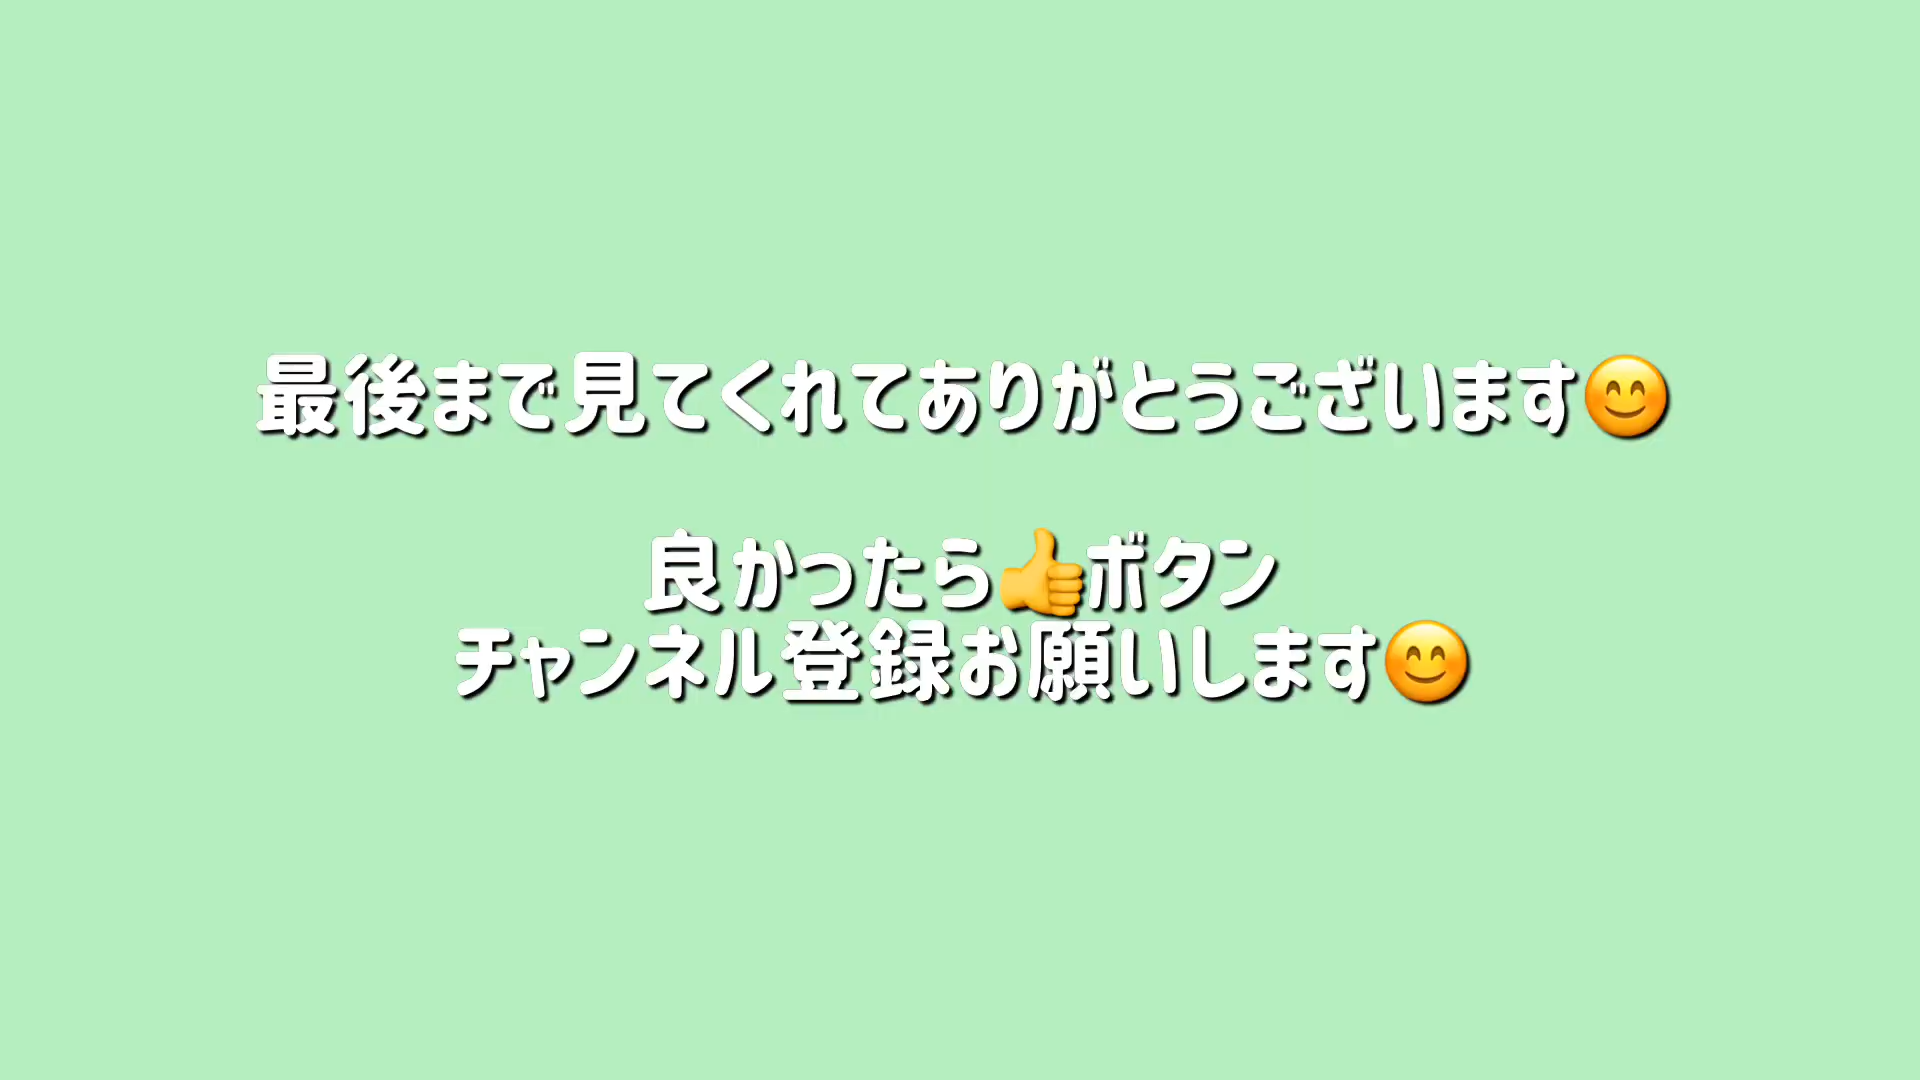 最後まで見てくれてありがとうございます😊
良かったら👍ボタン
チャンネル登録お願いします😊